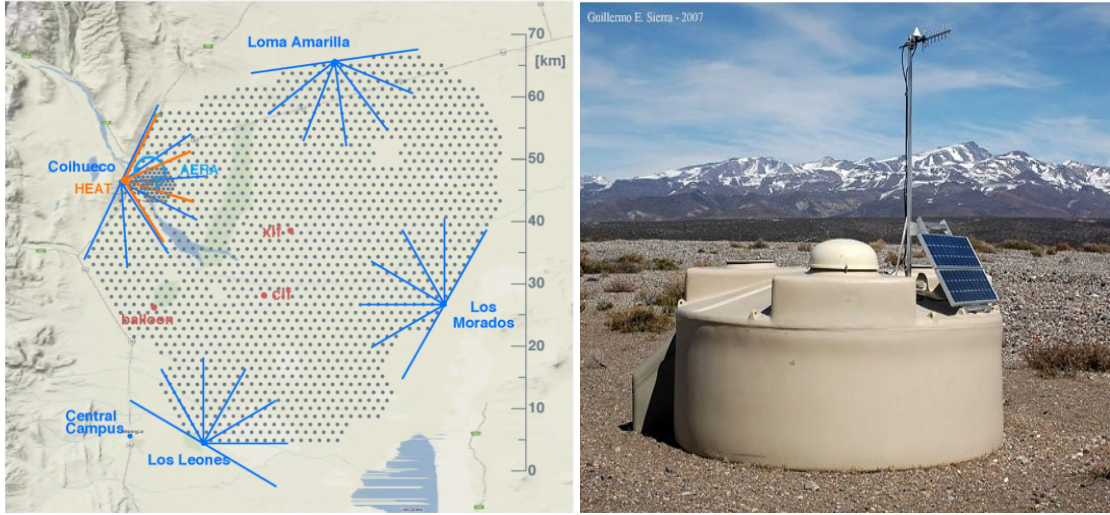 Loma Amarilla
70
[km]
60
50
40
30
20
10
0
Coihueco
AERA
HEAT
xlf
clf
balloon
Los
Morados
Central
Campus
Los Leones
Guillermo E. Sierra - 2007